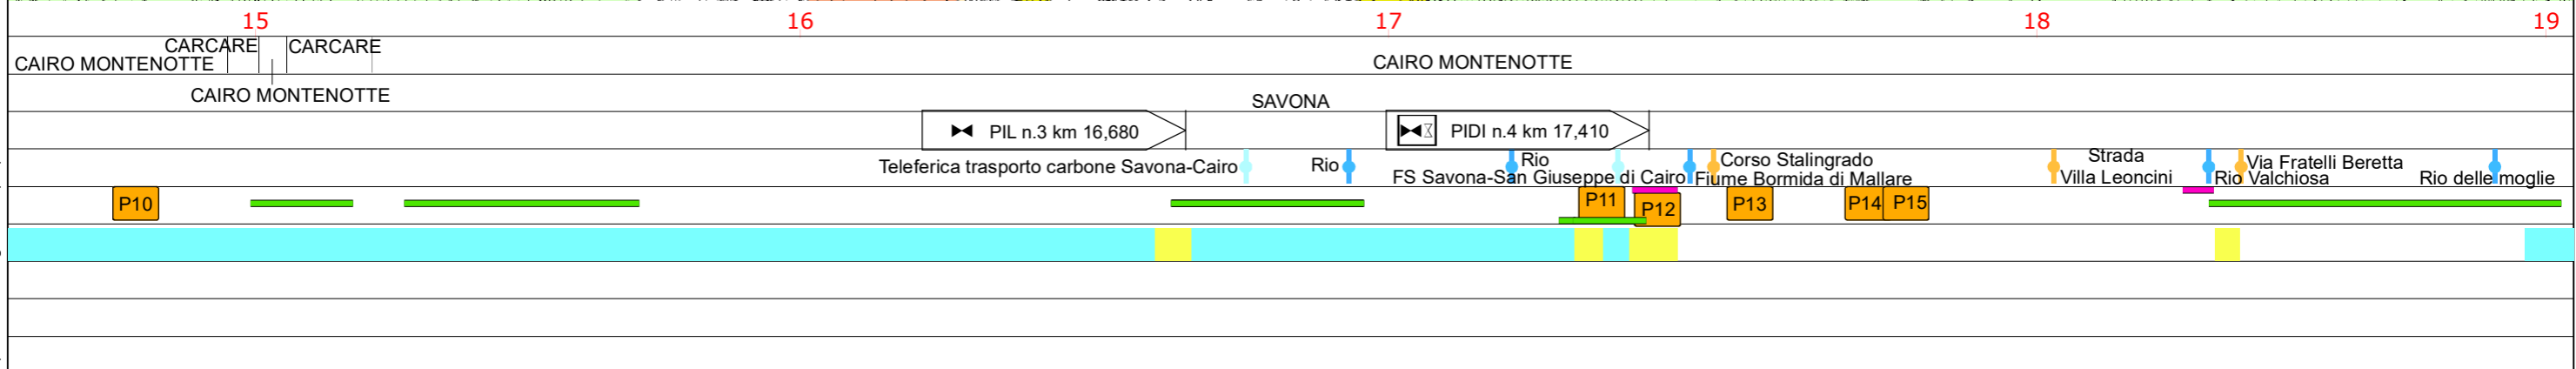 15 16 17 18 19
CARCARE CARCARE
CAIRO MONTENOTTE CAIRO MONTENOTTE
CAIRO MONTENOTTE
SAVONA
PIL n.3 km 16,680 PIDI n.4 km 17,410
Teleferica trasporto carbone Savona-Cairo Rio Rio Corso Stalingrado Strada Via Fratelli Beretta
FS Savona-San Giuseppe di Cairo Fiume Bormida di Mallare Villa Leoncini Rio Valchiosa Rio delle moglie
P10 P11 P12 P13 P14 P15